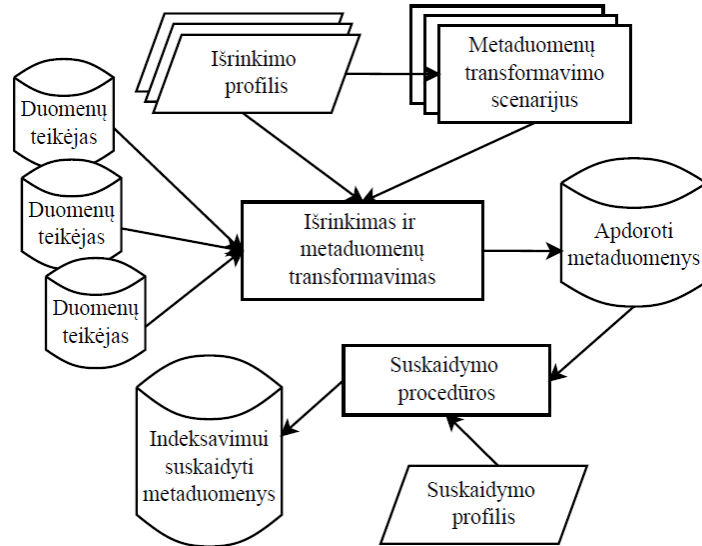 Išrinkimo
profilis
Metaduomenų
transformavimo
scenarijus
Duomenų
teikėjas
Duomenų
teikėjas
Duomenų
teikėjas
Išrinkimas ir
metaduomenų
transformavimas
Apdoroti
metaduomenys
Suskaidymo
procedūros
Indeksavimui
suskaidyti
metaduomenys
Suskaidymo
profilis